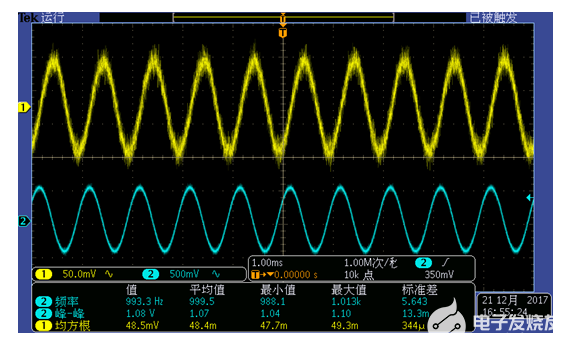 Tek 运行 T 已被触发
T
1
2
1 50.0mV 2 500mV
1.00ms 1.00M次/秒 2
T→▼0.00000 s 10k 点 350mV
值 平均值 最小值 最大值 标准差
2 频率 993.3 Hz 999.5 988.1 1.013k 5.643
2 峰-峰 1.08 V 1.07 1.04 1.10 13.3m
1 均方根 48.5mV 48.4m 47.7m 49.3m 344μ
21 12月 2017
16:55:24
电子发烧友